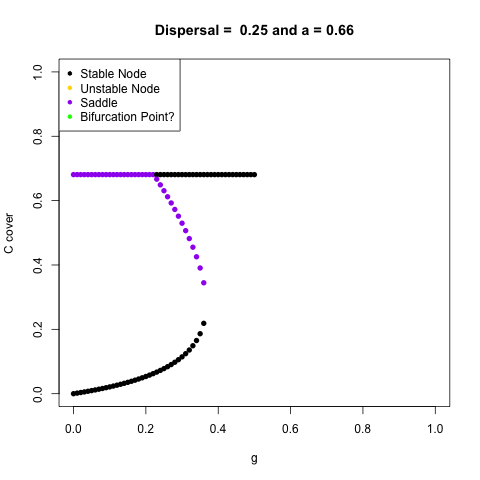 Dispersal =  0.25 and a = 0.66
Stable Node
Unstable Node
Saddle
Bifurcation Point?
C cover
1.0
0.8
0.6
0.4
0.2
0.0
0.0 0.2 0.4 0.6 0.8 1.0
g